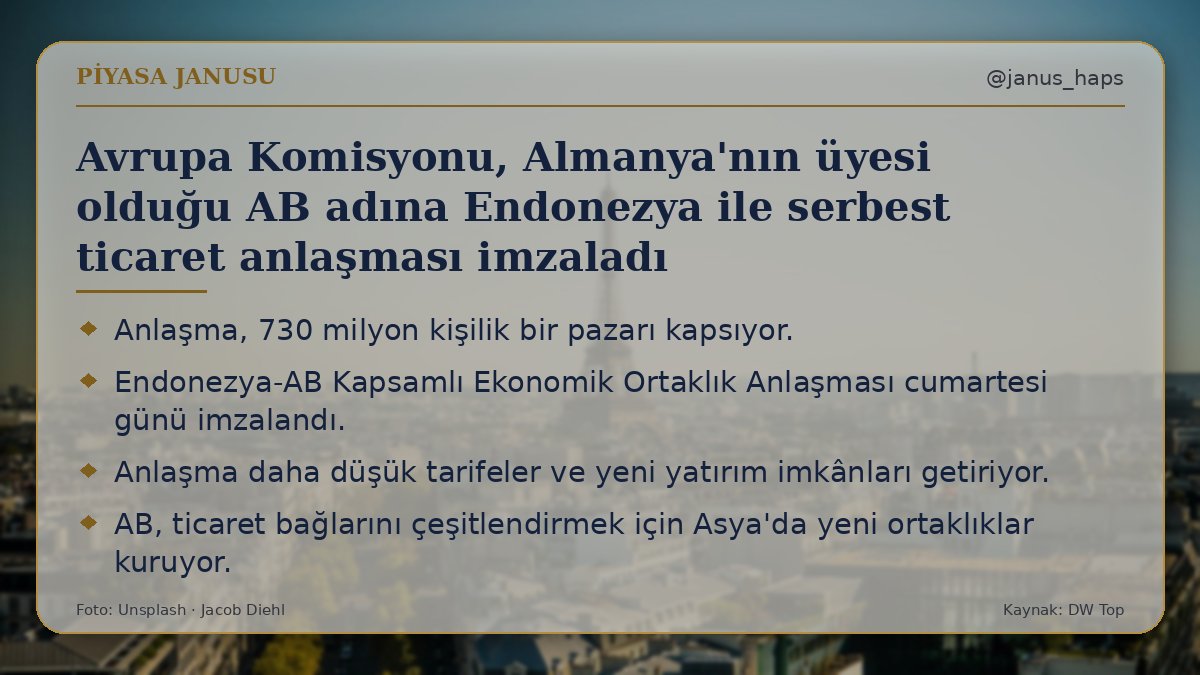 PİYASA JANUSU
@janus_haps
Avrupa Komisyonu, Almanya'nın üyesi
olduğu AB adına Endonezya ile serbest
ticaret anlaşması imzaladı
Anlaşma, 730 milyon kişilik bir pazarı kapsıyor.
Endonezya-AB Kapsamlı Ekonomik Ortaklık Anlaşması cumartesi
günü imzalandı.
Anlaşma daha düşük tarifeler ve yeni yatırım imkânları getiriyor.
AB, ticaret bağlarını çeşitlendirmek için Asya'da yeni ortaklıklar
kuruyor.
Foto: Unsplash · Jacob Diehl
Kaynak: DW Top